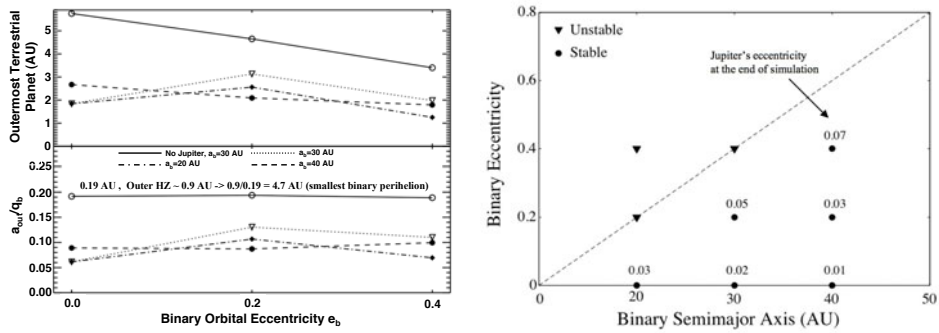 Outermost Terrestrial
Planet (AU)
5
4
3
2
1
0
No Jupiter, ab=30 AU
ab=30 AU
ab=20 AU
ab=40 AU
0.19 AU , Outer HZ ~ 0.9 AU -> 0.9/0.19 = 4.7 AU (smallest binary perihelion)
aout/qb
0.25
0.20
0.15
0.10
0.05
0.00
0.0
0.2
0.4
Binary Orbital Eccentricity eb
Unstable
Stable
Jupiter's eccentricity
at the end of simulation
Binary Eccentricity
0.8
0.6
0.4
0.2
0
0.07
0.05
0.03
0.03
0.02
0.01
0
20
30
40
50
Binary Semimajor Axis (AU)